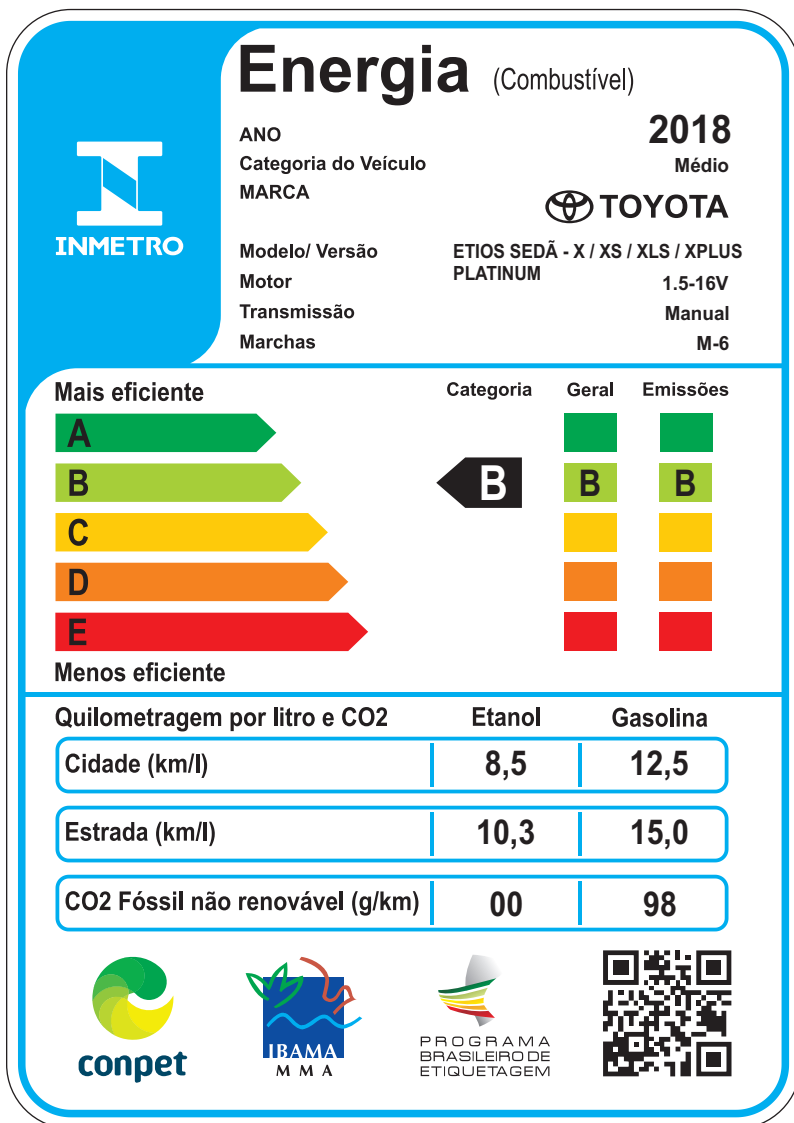 Energia (Combustível)
ANO 2018
Categoria do Veículo Médio
MARCA TOYOTA
INMETRO
Modelo/ Versão ETIOS SEDÃ - X / XS / XLS / XPLUS
PLATINUM
Motor 1.5-16V
Transmissão Manual
Marchas M-6
Mais eficiente Categoria Geral Emissões
A
B B B B
C
D
E
Menos eficiente
Quilometragem por litro e CO2 Etanol Gasolina
Cidade (km/l) 8,5 12,5
Estrada (km/l) 10,3 15,0
CO2 Fóssil não renovável (g/km) 00 98
conpet
IBAMA
MMA
PROGRAMA
BRASILEIRO DE
ETIQUETAGEM